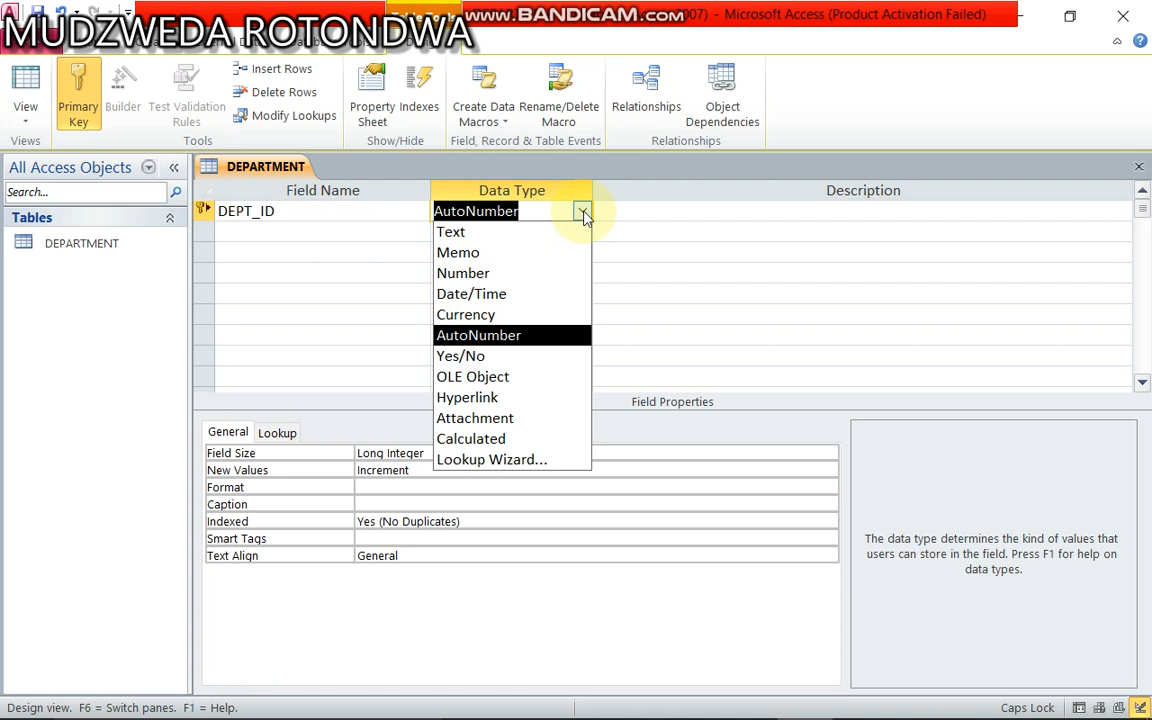 www.BANDICAM.com
2007) - Microsoft Access (Product Activation Failed)
MUDZWEDA ROTONDWA
View
Primary Key
Builder
Test Validation Rules
Insert Rows
Delete Rows
Modify Lookups
Property Sheet
Indexes
Create Data Macros
Rename/Delete Macro
Relationships
Object Dependencies
Views
Tools
Show/Hide
Field, Record & Table Events
Relationships
All Access Objects
Search...
Tables
DEPARTMENT
DEPARTMENT
Field Name
Data Type
Description
DEPT_ID
AutoNumber
Text
Memo
Number
Date/Time
Currency
AutoNumber
Yes/No
OLE Object
Hyperlink
Attachment
Calculated
Lookup Wizard...
Field Properties
General
Lookup
Field Size
Long Integer
New Values
Increment
Format
Caption
Indexed
Yes (No Duplicates)
Smart Tags
Text Align
General
The data type determines the kind of values that
users can store in the field. Press F1 for help on
data types.
Design view. F6 = Switch panes. F1 = Help.
Caps Lock